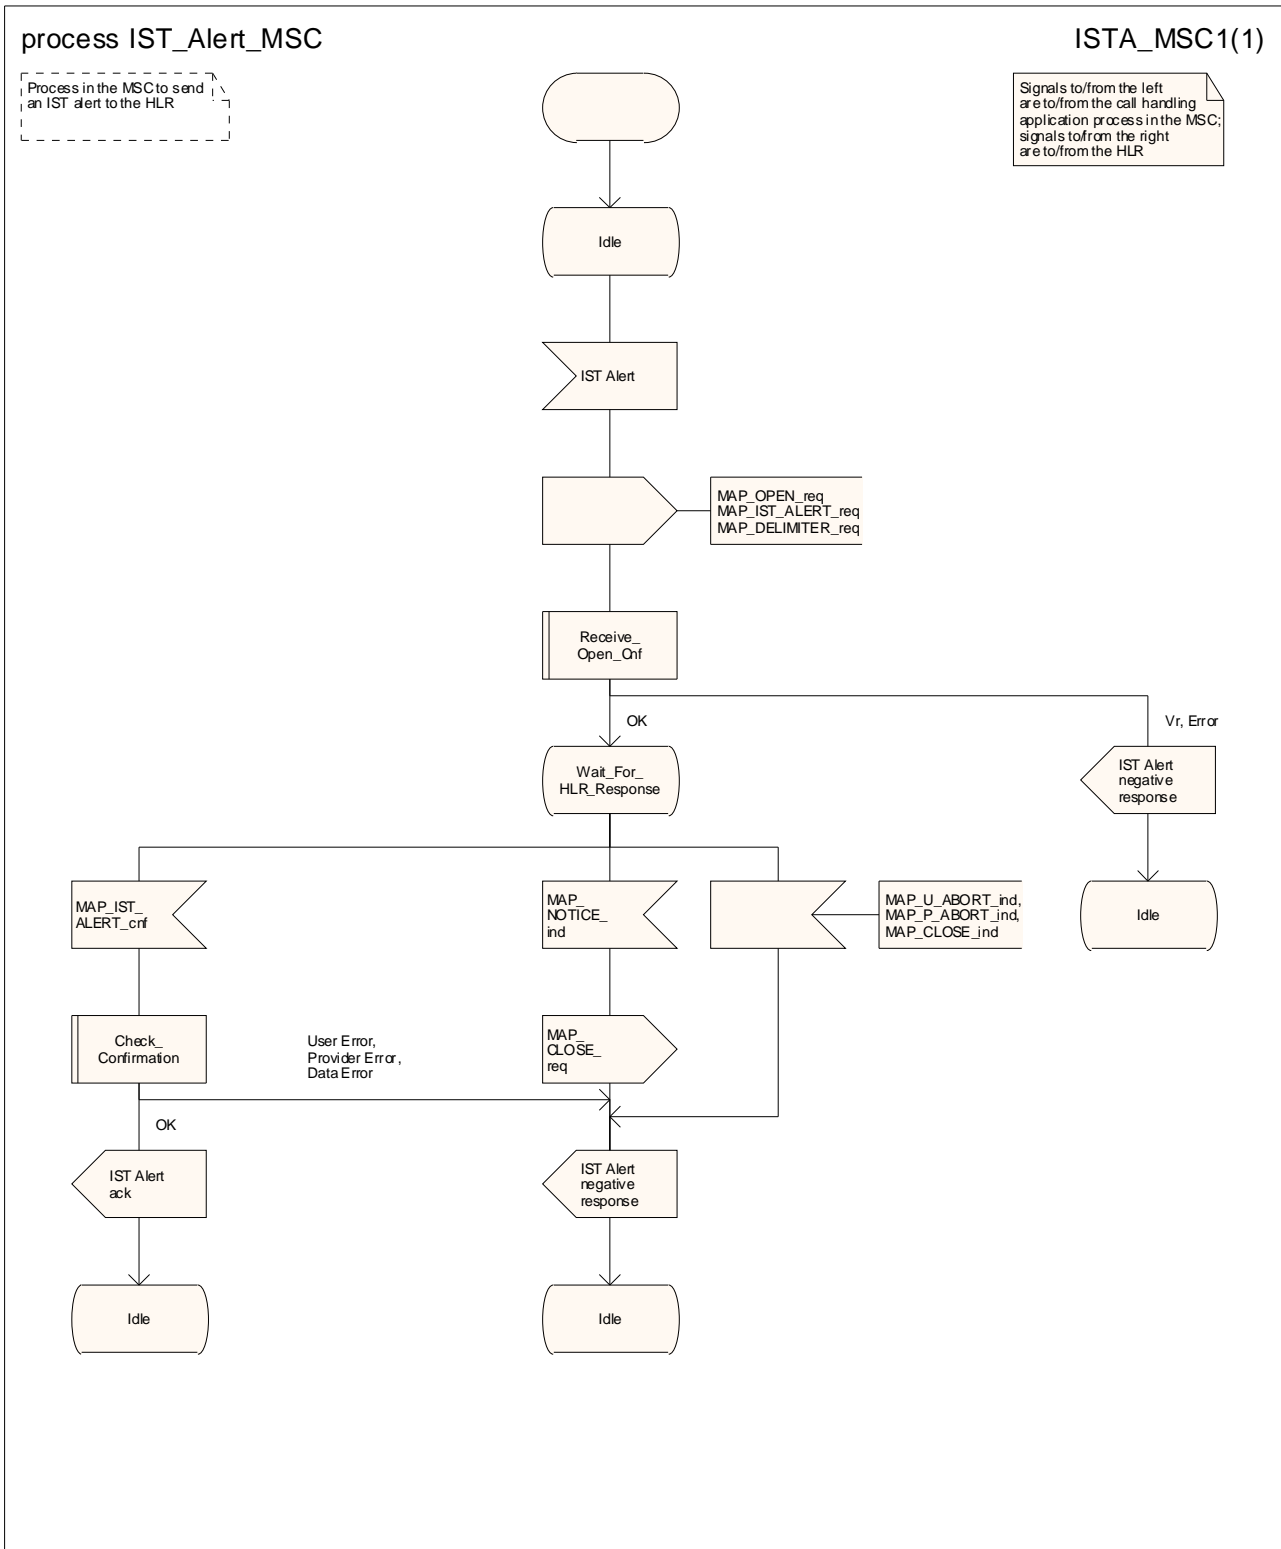 process IST_Alert_MSC
ISTA_MSC1(1)
Process in the MSC to send
an IST alert to the HLR
Signals to/from the left
are to/from the call handling
application process in the MSC;
signals to/from the right
are to/from the HLR
Idle
IST Alert
MAP_OPEN_req
MAP_IST_ALERT_req
MAP_DELIMITER_req
Receive_
Open_Cnf
OK
Vr, Error
Wait_For_
HLR_Response
IST Alert
negative
response
MAP_IST_
ALERT_cnf
MAP_
NOTICE_
ind
MAP_U_ABORT_ind,
MAP_P_ABORT_ind,
MAP_CLOSE_ind
Idle
Check_
Confirmation
User Error,
Provider Error,
Data Error
MAP_
CLOSE_
req
OK
IST Alert
ack
IST Alert
negative
response
Idle
Idle